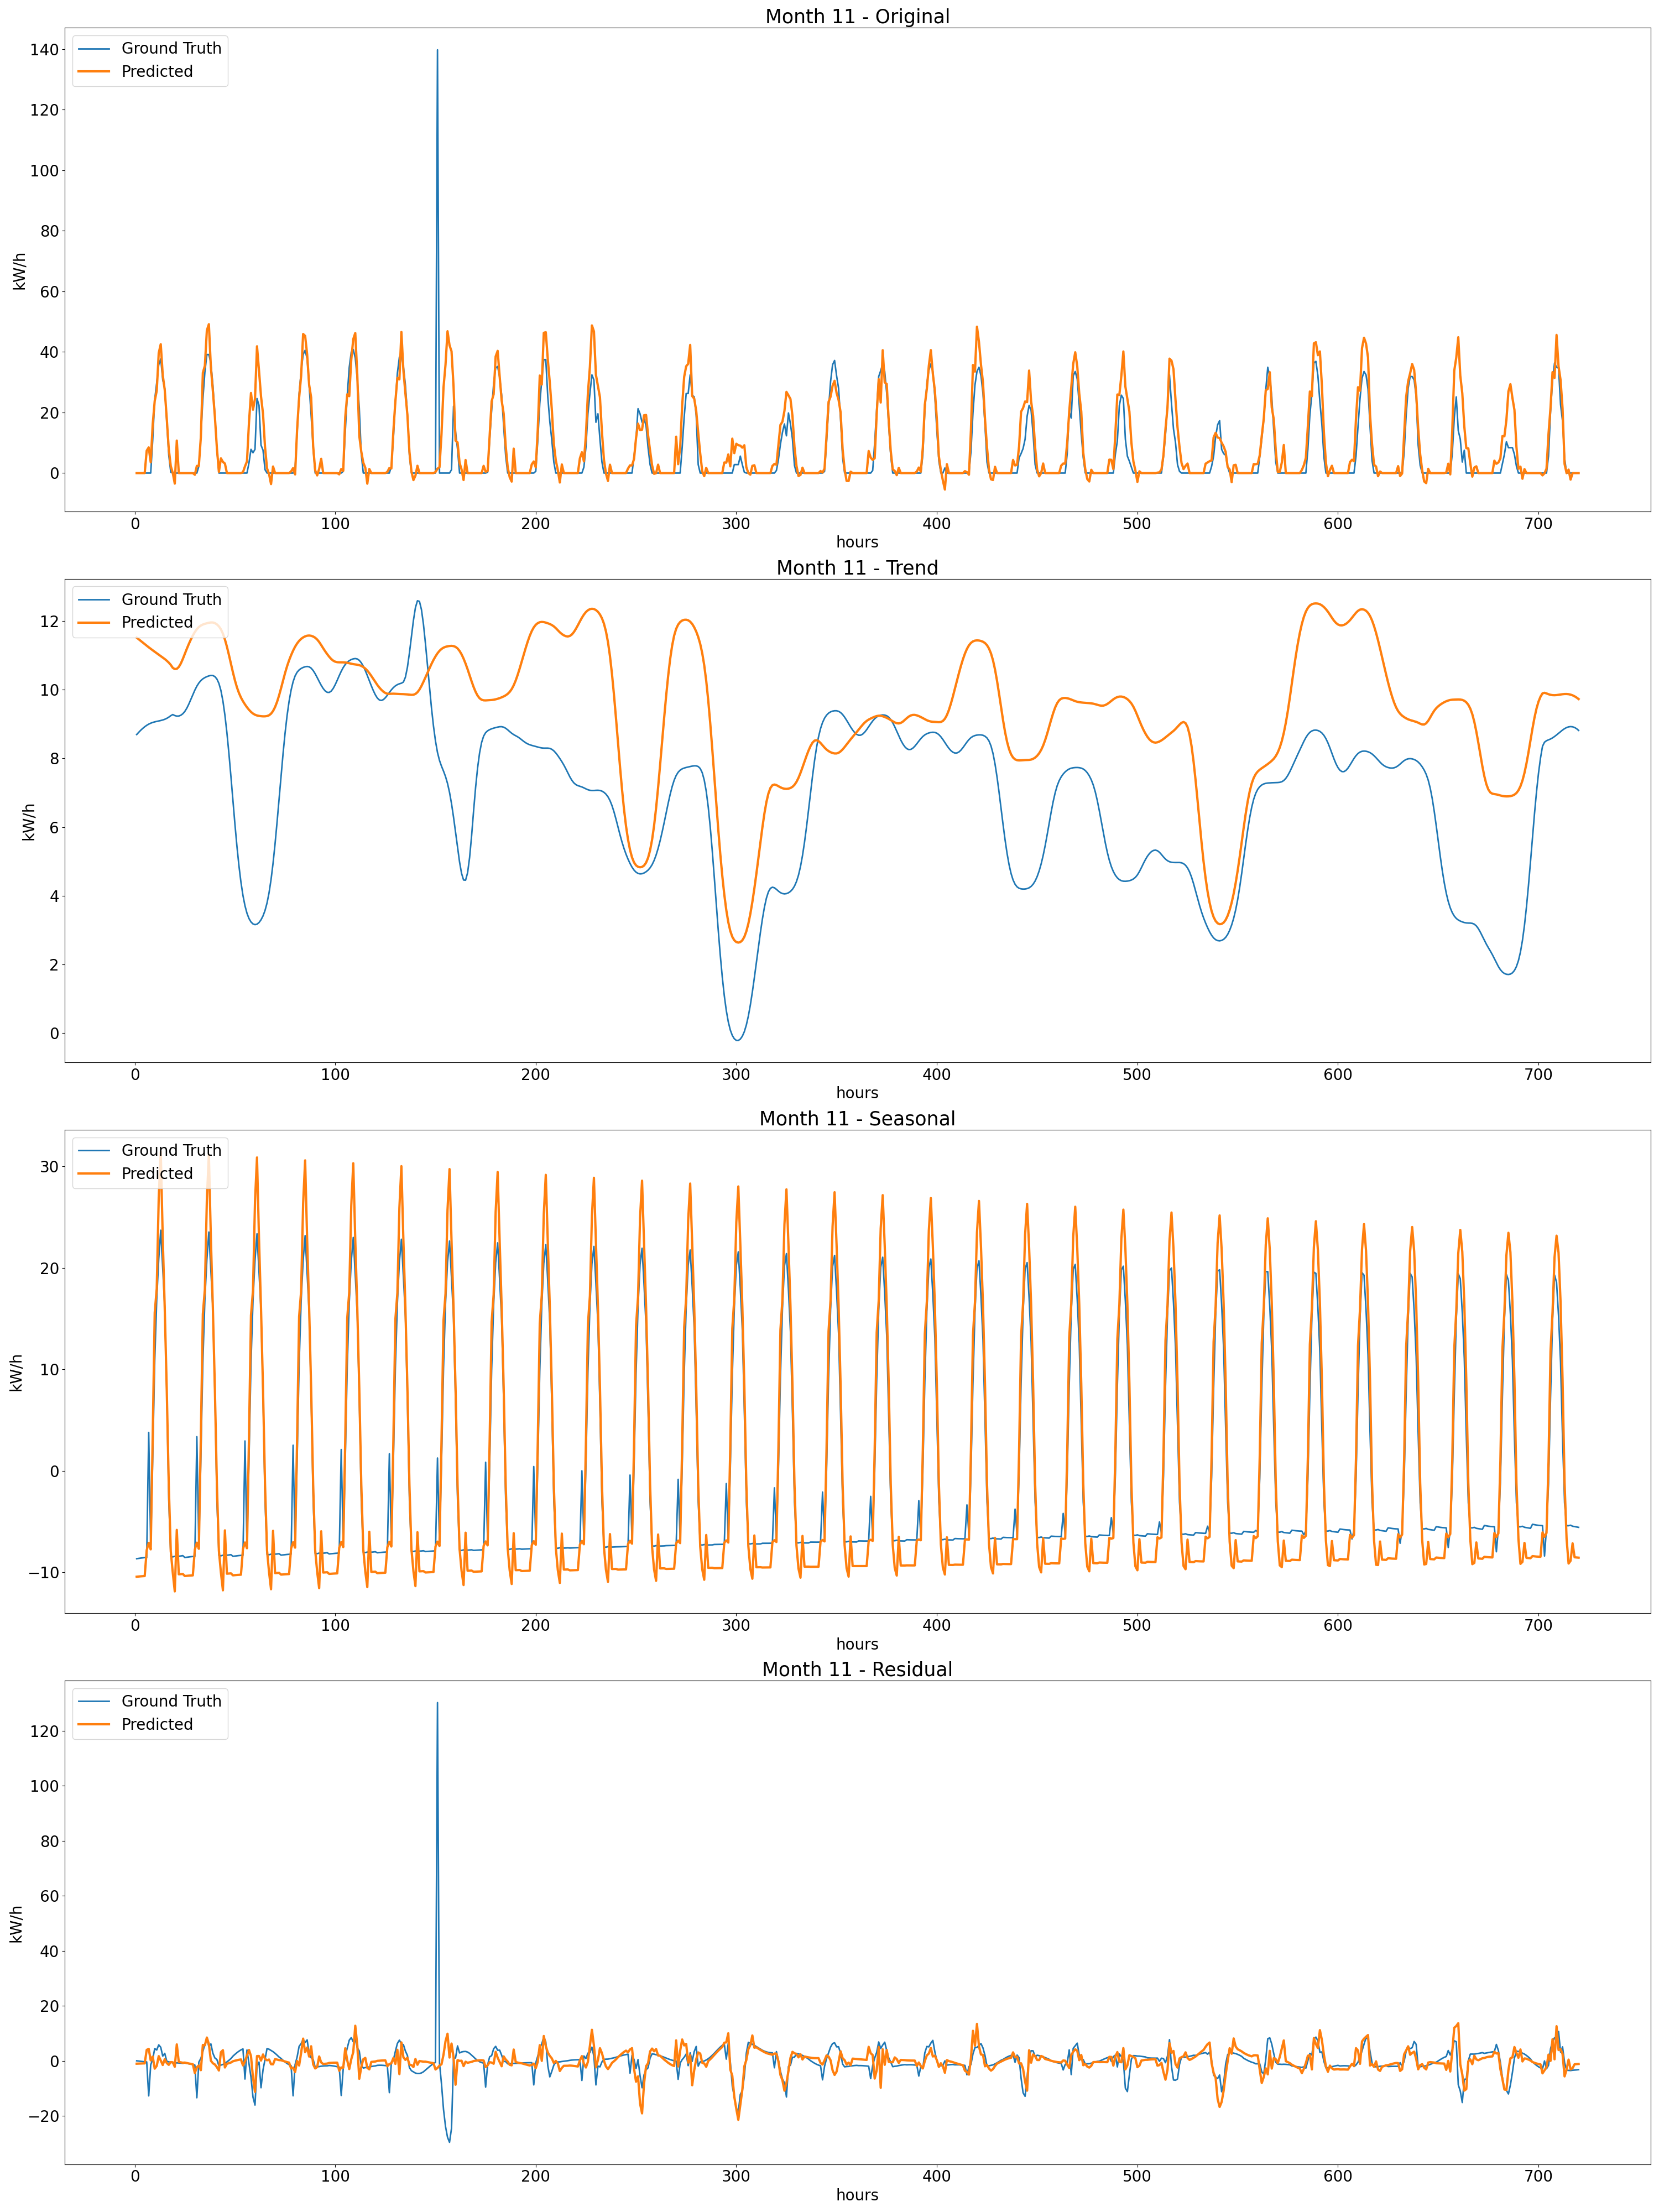 Month 11 - Original
Ground Truth
Predicted
140
120
100
80
60
40
20
0
kW/h
0 100 200 300 400 500 600 700
hours
Month 11 - Trend
Ground Truth
Predicted
12
10
8
6
4
2
0
kW/h
0 100 200 300 400 500 600 700
hours
Month 11 - Seasonal
Ground Truth
Predicted
30
20
10
0
−10
kW/h
0 100 200 300 400 500 600 700
hours
Month 11 - Residual
Ground Truth
Predicted
120
100
80
60
40
20
0
−20
kW/h
0 100 200 300 400 500 600 700
hours